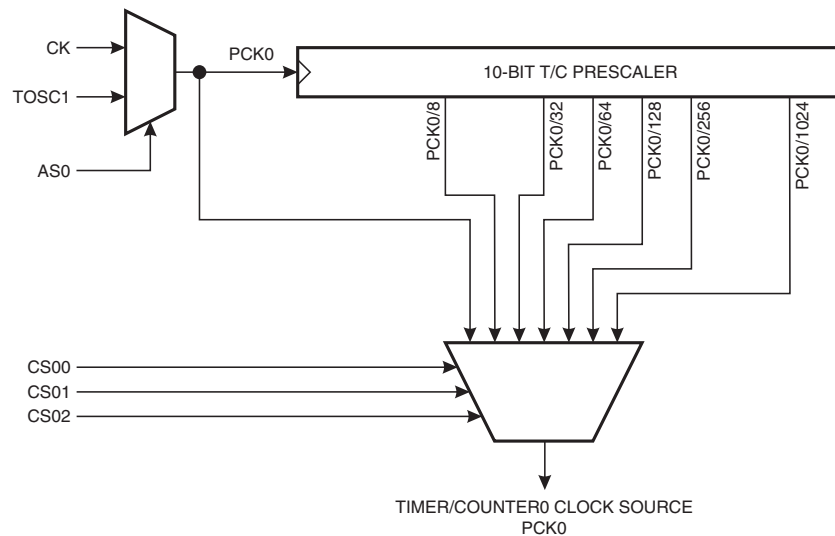 CK
PCK0
TOSC1
10-BIT T/C PRESCALER
AS0
PCK0/8
PCK0/32
PCK0/64
PCK0/128
PCK0/256
PCK0/1024
CS00
CS01
CS02
TIMER/COUNTER0 CLOCK SOURCE
PCK0